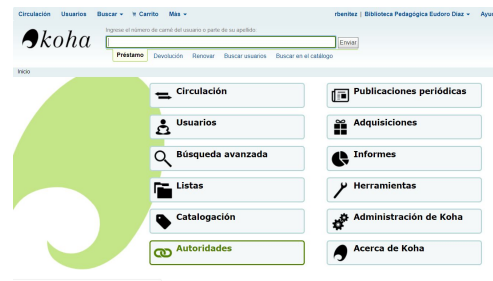 Circulación Usuarios Buscar Carrito Más rbenitez | Biblioteca Pedagógica Eudoro Diaz Ayu
koha
Ingrese el número de carné del usuario o parte de su apellido:
Enviar
Préstamo Devolución Renovar Buscar usuarios Buscar en el catálogo
Inicio
Circulación
Publicaciones periódicas
Usuarios
Adquisiciones
Búsqueda avanzada
Informes
Listas
Herramientas
Catalogación
Administración de Koha
Autoridades
Acerca de Koha